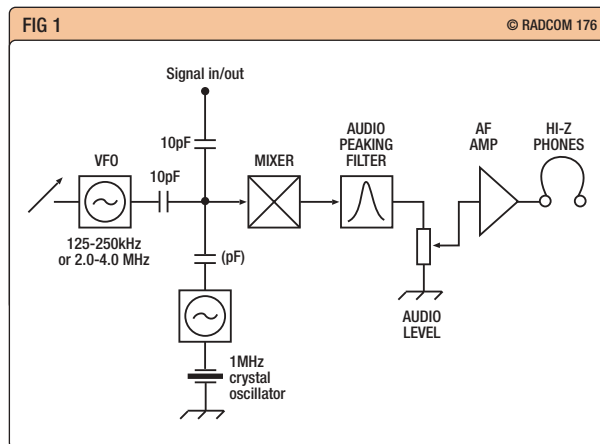 FIG 1
© RADCOM 176
Signal in/out
10pF
VFO
10pF
125-250kHz
or 2.0-4.0 MHz
MIXER
AUDIO
PEAKING
FILTER
AF
AMP
HI-Z
PHONES
(pF)
AUDIO
LEVEL
1MHz
crystal
oscillator